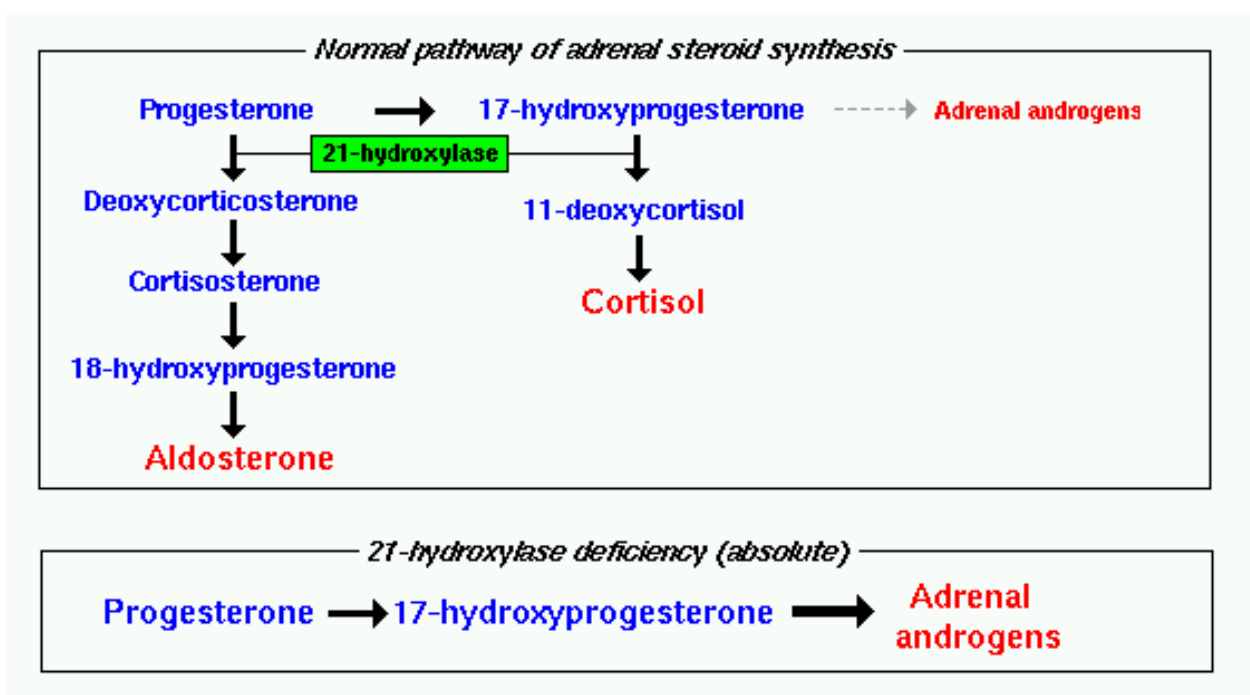 Normal pathway of adrenal steroid synthesis
Progesterone 17-hydroxyprogesterone Adrenal androgens
21-hydroxylase
Deoxycorticosterone 11-deoxycortisol
Cortisosterone Cortisol
18-hydroxyprogesterone
Aldosterone
21-hydroxylase deficiency (absolute)
Progesterone 17-hydroxyprogesterone Adrenal
androgens